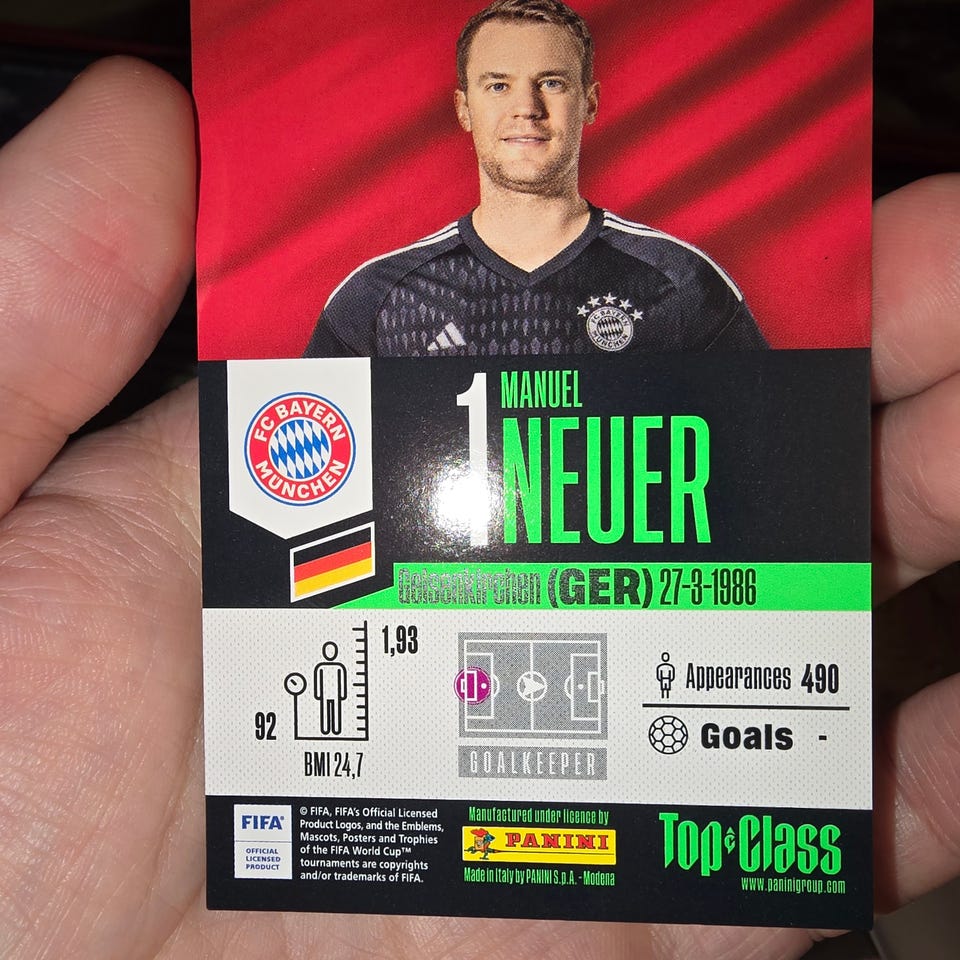 FC BAYERN
MÜNCHEN
FC BAYERN
MÜNCHEN
1
MANUEL
NEUER
Gelsenkirchen (GER) 27-3-1986
1,93
92
BMI 24,7
GOALKEEPER
Appearances 490
Goals -
FIFA®
OFFICIAL
LICENSED
PRODUCT
© FIFA, FIFA's Official Licensed
Product Logos, and the Emblems,
Mascots, Posters and Trophies
of the FIFA World Cup™
tournaments are copyrights
and/or trademarks of FIFA.
Manufactured under licence by
PANINI
Made in Italy by PANINI S.p.A. - Modena
Top Class
www.paninigroup.com